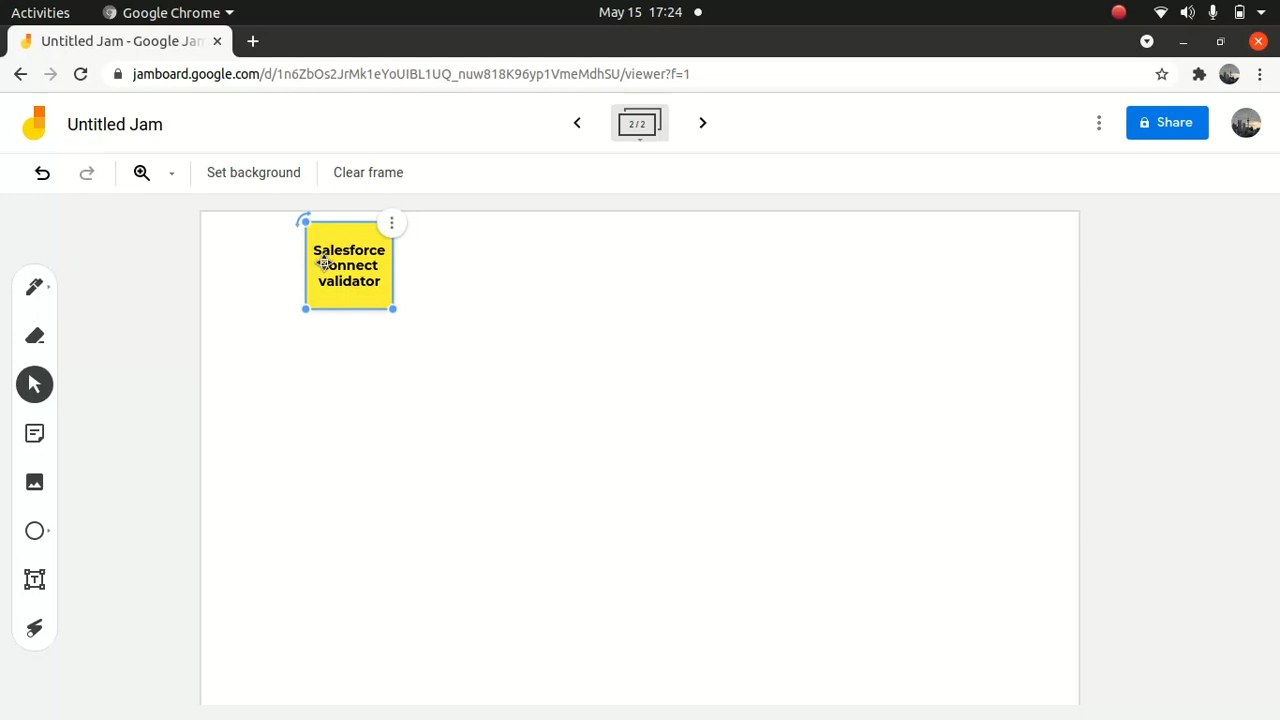 Activities Google Chrome May 15 17:24
Untitled Jam - Google Jam
jamboard.google.com/d/1n6ZbOs2JrMk1eYoUIBL1UQ_nuw818K96yp1VmeMdhSU/viewer?f=1
Untitled Jam 2 / 2 Share
Set background Clear frame
Salesforce
connect
validator